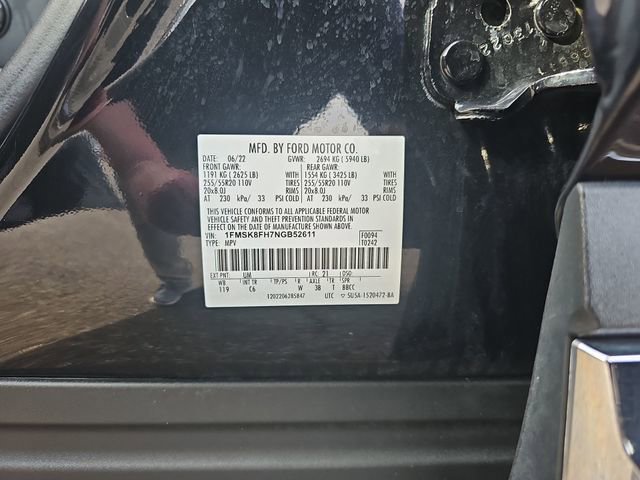 MFD. BY FORD MOTOR CO.
DATE: 06/22 GVWR: 2694 KG ( 5940 LB)
FRONT GAWR: REAR GAWR:
1191 KG ( 2625 LB) WITH 1554 KG ( 3425 LB) WITH
255/55R20 110V TIRES 255/55R20 110V TIRES
20x8.0J RIMS 20x8.0J RIMS
AT 230 kPa/ 33 PSI COLD AT 230 kPa/ 33 PSI COLD
THIS VEHICLE CONFORMS TO ALL APPLICABLE FEDERAL MOTOR
VEHICLE SAFETY AND THEFT PREVENTION STANDARDS IN
EFFECT ON THE DATE OF MANUFACTURE SHOWN ABOVE.
VIN: 1FMSK8FH7NGB52611 F0094
TYPE: MPV T0242
EXT PNT: UM RC: 21 DSO:
WB INT TR TP/PS R AXLE TR SPR
119 C6 W 3B T BBCC
1202206285847 UTC ▽ 5U5A-1520472-BA